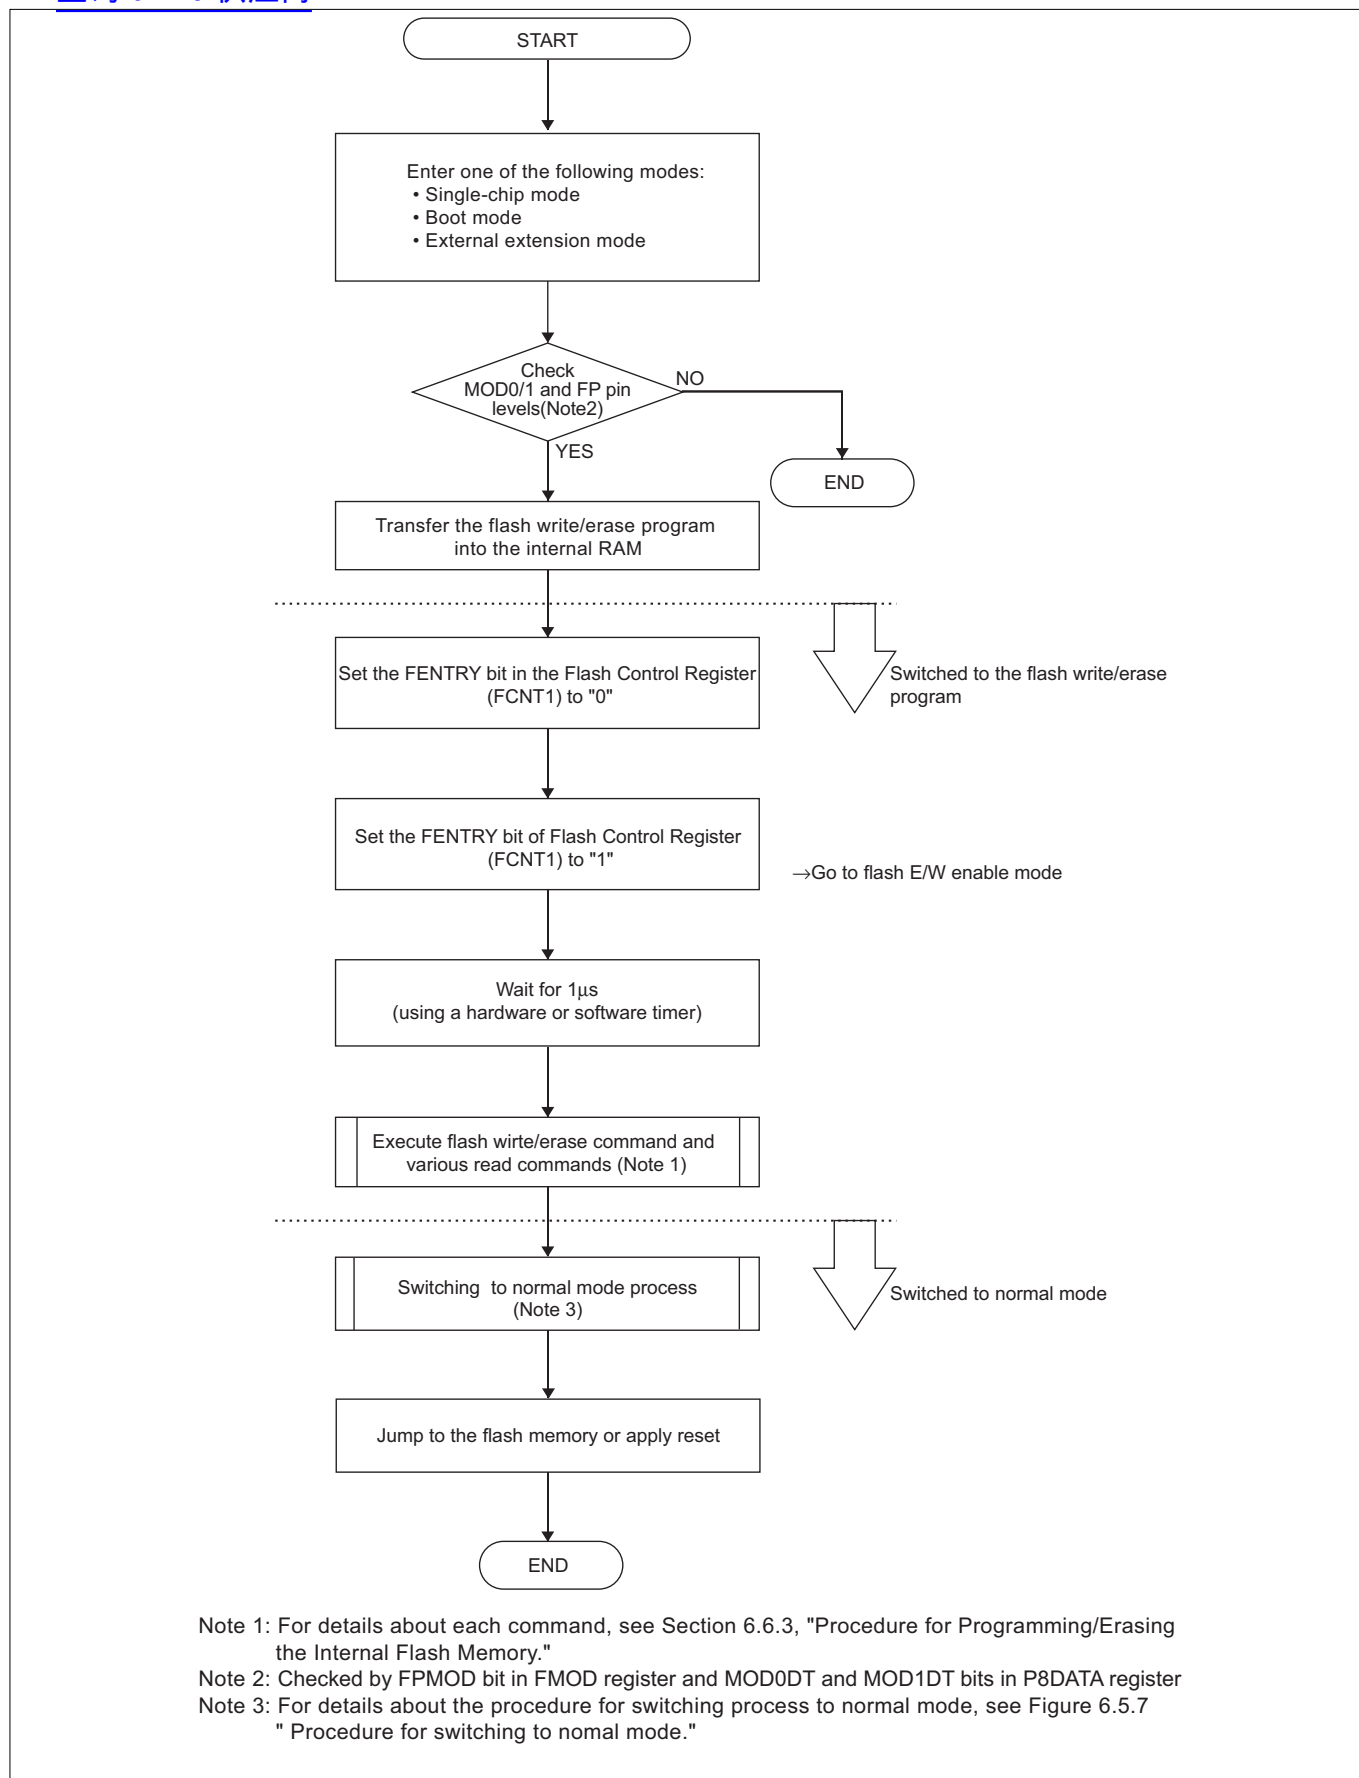 START
Enter one of the following modes:
• Single-chip mode
• Boot mode
• External extension mode
Check
MOD0/1 and FP pin
levels(Note2)
NO
YES
END
Transfer the flash write/erase program
into the internal RAM
Set the FENTRY bit in the Flash Control Register
(FCNT1) to "0"
Switched to the flash write/erase
program
Set the FENTRY bit of Flash Control Register
(FCNT1) to "1"
→Go to flash E/W enable mode
Wait for 1μs
(using a hardware or software timer)
Execute flash wirte/erase command and
various read commands (Note 1)
Switching  to normal mode process
(Note 3)
Switched to normal mode
Jump to the flash memory or apply reset
END
Note 1: For details about each command, see Section 6.6.3, "Procedure for Programming/Erasing
the Internal Flash Memory."
Note 2: Checked by FPMOD bit in FMOD register and MOD0DT and MOD1DT bits in P8DATA register
Note 3: For details about the procedure for switching process to normal mode, see Figure 6.5.7
" Procedure for switching to nomal mode."